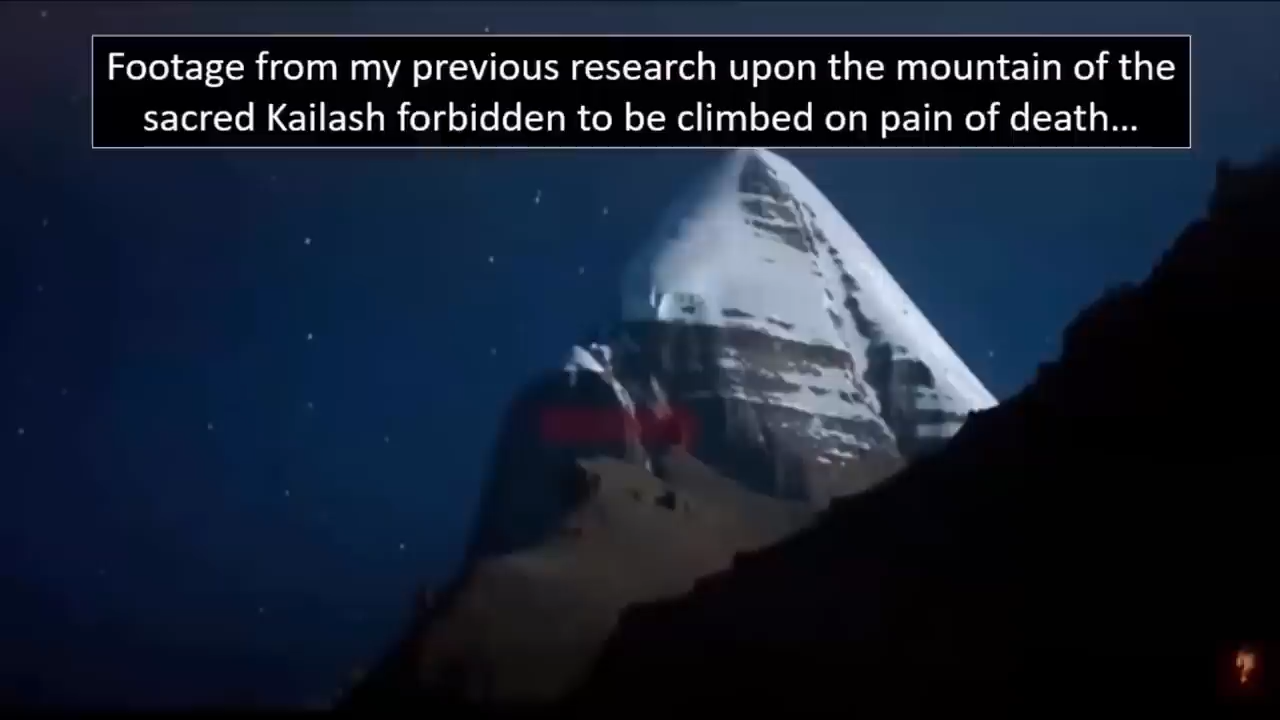 Footage from my previous research upon the mountain of the
sacred Kailash forbidden to be climbed on pain of death...